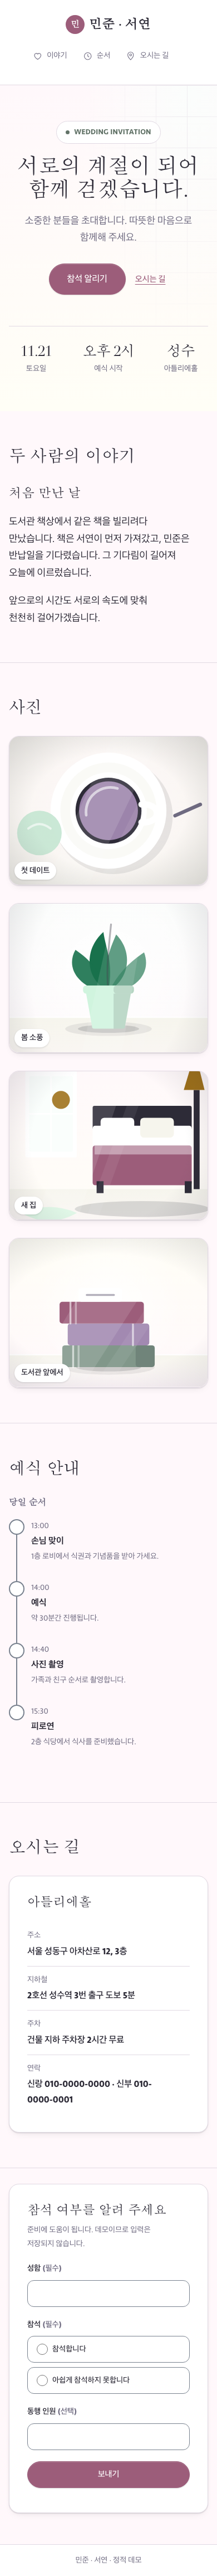 민 민준 · 서연
이야기 순서 오시는 길
WEDDING INVITATION
서로의 계절이 되어
함께 걷겠습니다.
소중한 분들을 초대합니다. 따뜻한 마음으로
함께해 주세요.
참석 알리기 오시는 길
11.21 오후 2시 성수
토요일 예식 시작 아틀리에홀
두 사람의 이야기
처음 만난 날
도서관 책상에서 같은 책을 빌리려다
만났습니다. 책은 서연이 먼저 가져갔고, 민준은
반납일을 기다렸습니다. 그 기다림이 길어져
오늘에 이르렀습니다.
앞으로의 시간도 서로의 속도에 맞춰
천천히 걸어가겠습니다.
사진
첫 데이트
봄 소풍
새 집
도서관 앞에서
예식 안내
당일 순서
13:00
손님 맞이
1층 로비에서 식권과 기념품을 받아 가세요.
14:00
예식
약 30분간 진행됩니다.
14:40
사진 촬영
가족과 친구 순서로 촬영합니다.
15:30
피로연
2층 식당에서 식사를 준비했습니다.
오시는 길
아틀리에홀
주소
서울 성동구 아차산로 12, 3층
지하철
2호선 성수역 3번 출구 도보 5분
주차
건물 지하 주차장 2시간 무료
연락
신랑 010-0000-0000 · 신부 010-
0000-0001
참석 여부를 알려 주세요
준비에 도움이 됩니다. 데모이므로 입력은
저장되지 않습니다.
성함 (필수)
참석 (필수)
참석합니다
아쉽게 참석하지 못합니다
동행 인원 (선택)
보내기
민준 · 서연 · 정적 데모